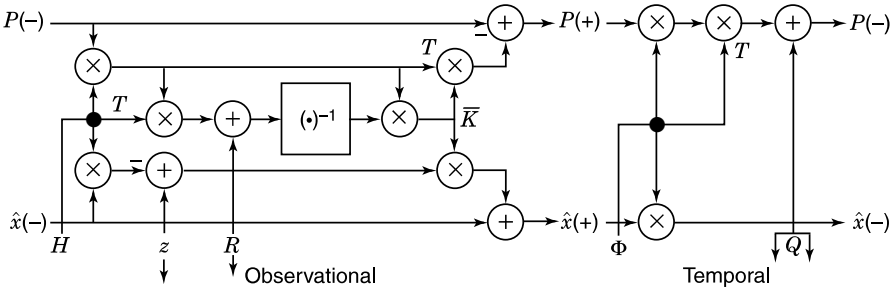 P(−) − + P(+) × × + P(−)
T T
× ×
T × + (•)⁻¹ × K̅
× − + ×
x̂(−) + x̂(+) × x̂(−)
H z R Φ Q
Observational Temporal